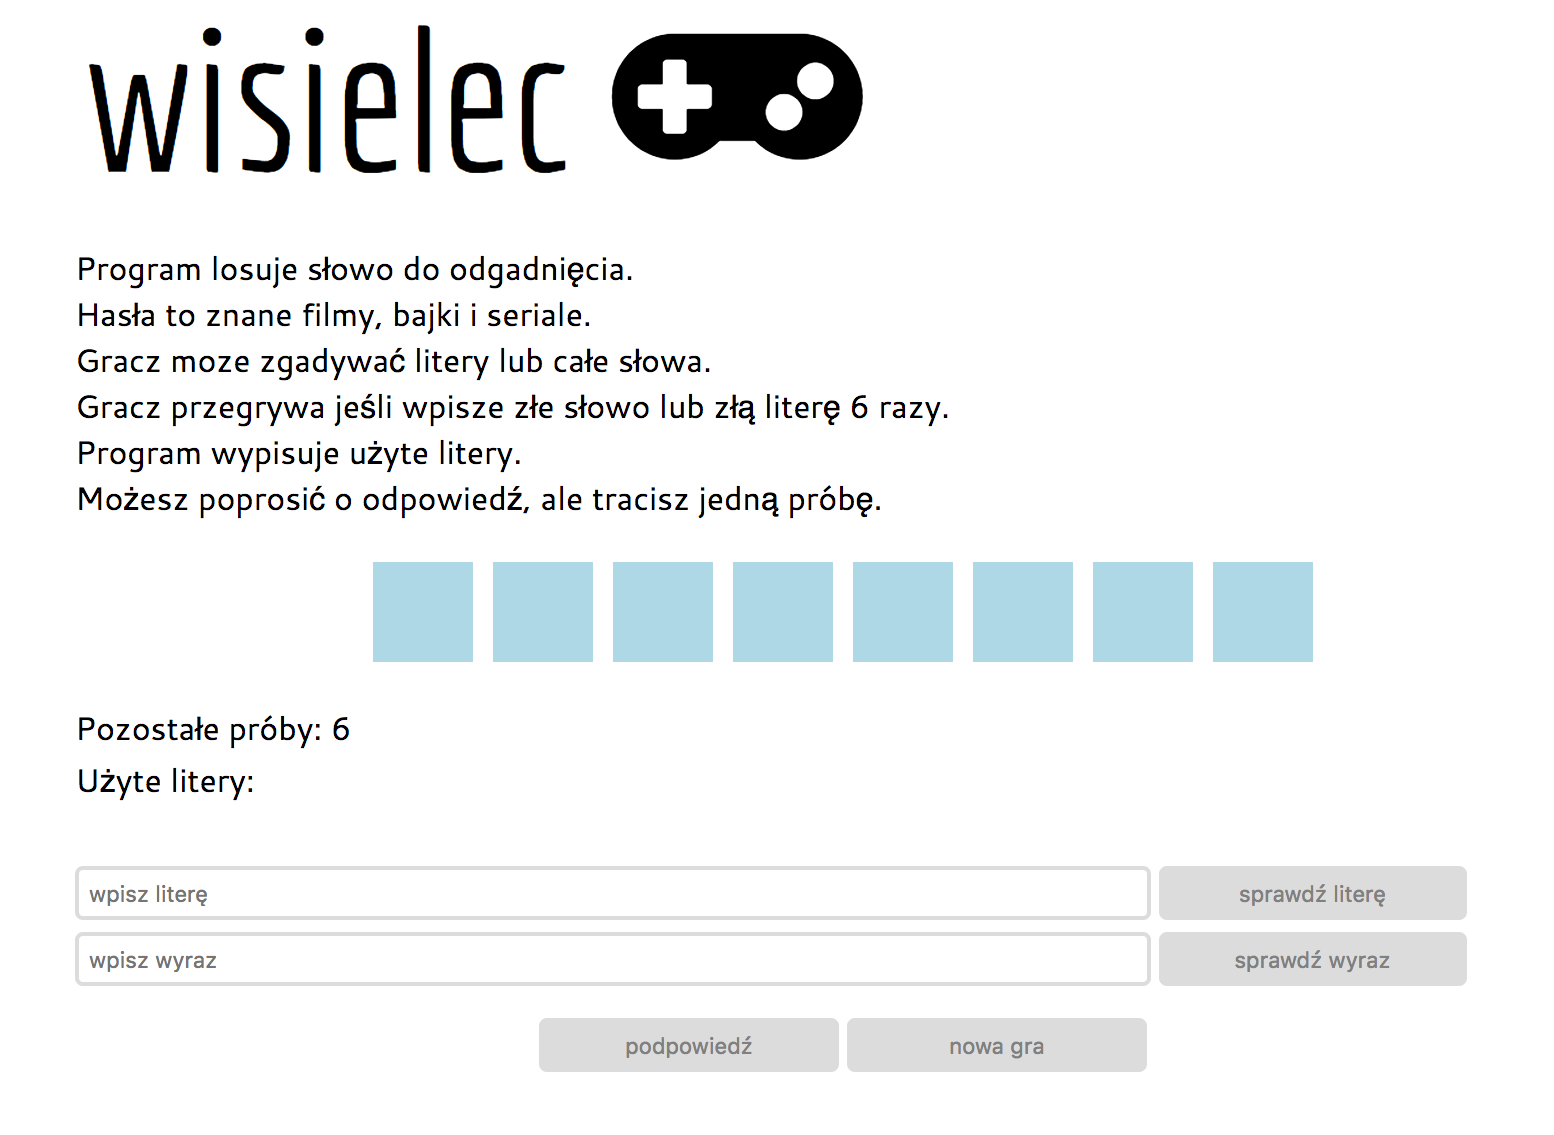 wisielec
Program losuje słowo do odgadnięcia.
Hasła to znane filmy, bajki i seriale.
Gracz moze zgadywać litery lub całe słowa.
Gracz przegrywa jeśli wpisze złe słowo lub złą literę 6 razy.
Program wypisuje użyte litery.
Możesz poprosić o odpowiedź, ale tracisz jedną próbę.
Pozostałe próby: 6
Użyte litery:
wpisz literę sprawdź literę
wpisz wyraz sprawdź wyraz
podpowiedź nowa gra